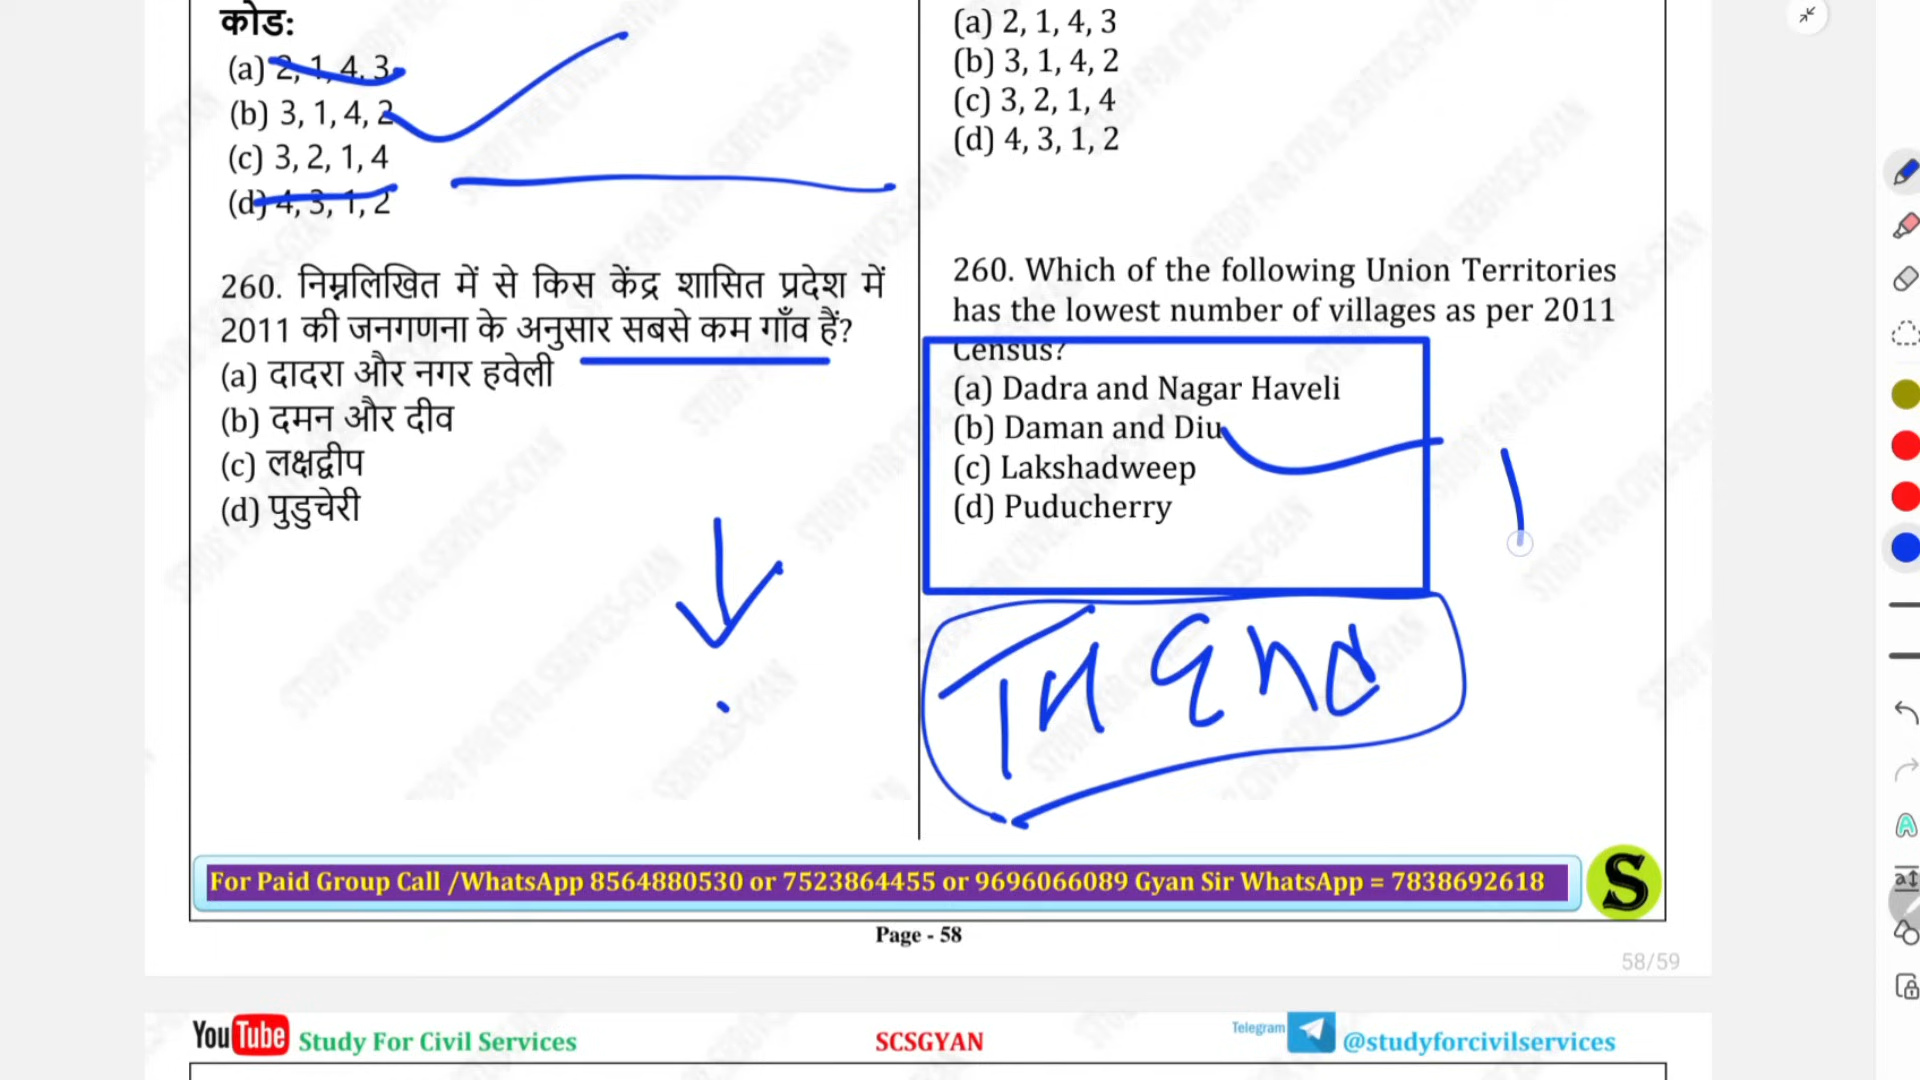 कोड:
(a) 2, 1, 4, 3
(b) 3, 1, 4, 2
(c) 3, 2, 1, 4
(d) 4, 3, 1, 2
260. निम्नलिखित में से किस केंद्र शासित प्रदेश में
2011 की जनगणना के अनुसार सबसे कम गाँव हैं?
(a) दादरा और नगर हवेली
(b) दमन और दीव
(c) लक्षद्वीप
(d) पुडुचेरी
(a) 2, 1, 4, 3
(b) 3, 1, 4, 2
(c) 3, 2, 1, 4
(d) 4, 3, 1, 2
260. Which of the following Union Territories
has the lowest number of villages as per 2011
Census?
(a) Dadra and Nagar Haveli
(b) Daman and Diu
(c) Lakshadweep
(d) Puducherry
For Paid Group Call /WhatsApp 8564880530 or 7523864455 or 9696066089 Gyan Sir WhatsApp = 7838692618
S
Page - 58
58/59
YouTube Study For Civil Services
SCSGYAN
Telegram @studyforcivilservices
STUDY FOR CIVIL SERVICES-GYAN